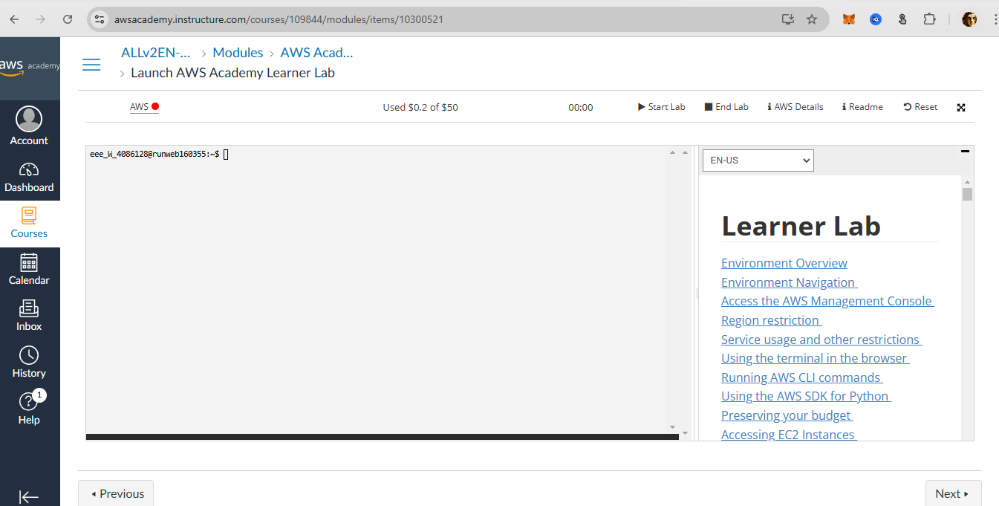 awsacademy.instructure.com/courses/109844/modules/items/10300521
aws academy
Account
Dashboard
Courses
Calendar
Inbox
History
1
Help
ALLv2EN-... > Modules > AWS Acad...
> Launch AWS Academy Learner Lab
AWS Used $0.2 of $50 00:00 Start Lab End Lab AWS Details Readme Reset
eee_W_4086128@runweb160355:~$
EN-US
Learner Lab
Environment Overview
Environment Navigation
Access the AWS Management Console
Region restriction
Service usage and other restrictions
Using the terminal in the browser
Running AWS CLI commands
Using the AWS SDK for Python
Preserving your budget
Accessing EC2 Instances
Previous
Next